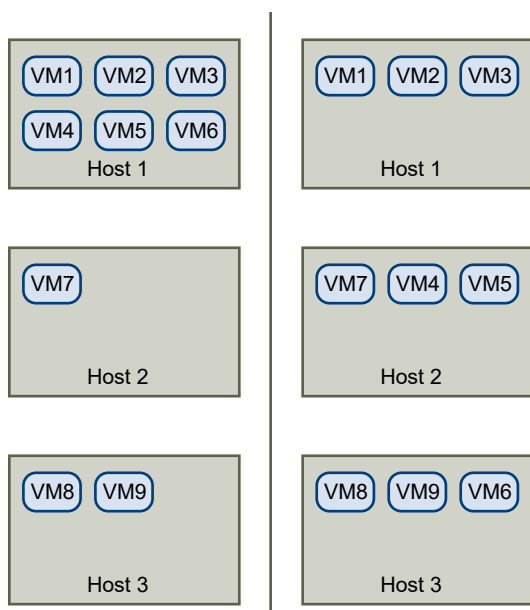 VM1 VM2 VM3
VM4 VM5 VM6
Host 1
VM7
Host 2
VM8 VM9
Host 3
VM1 VM2 VM3
Host 1
VM7 VM4 VM5
Host 2
VM8 VM9 VM6
Host 3